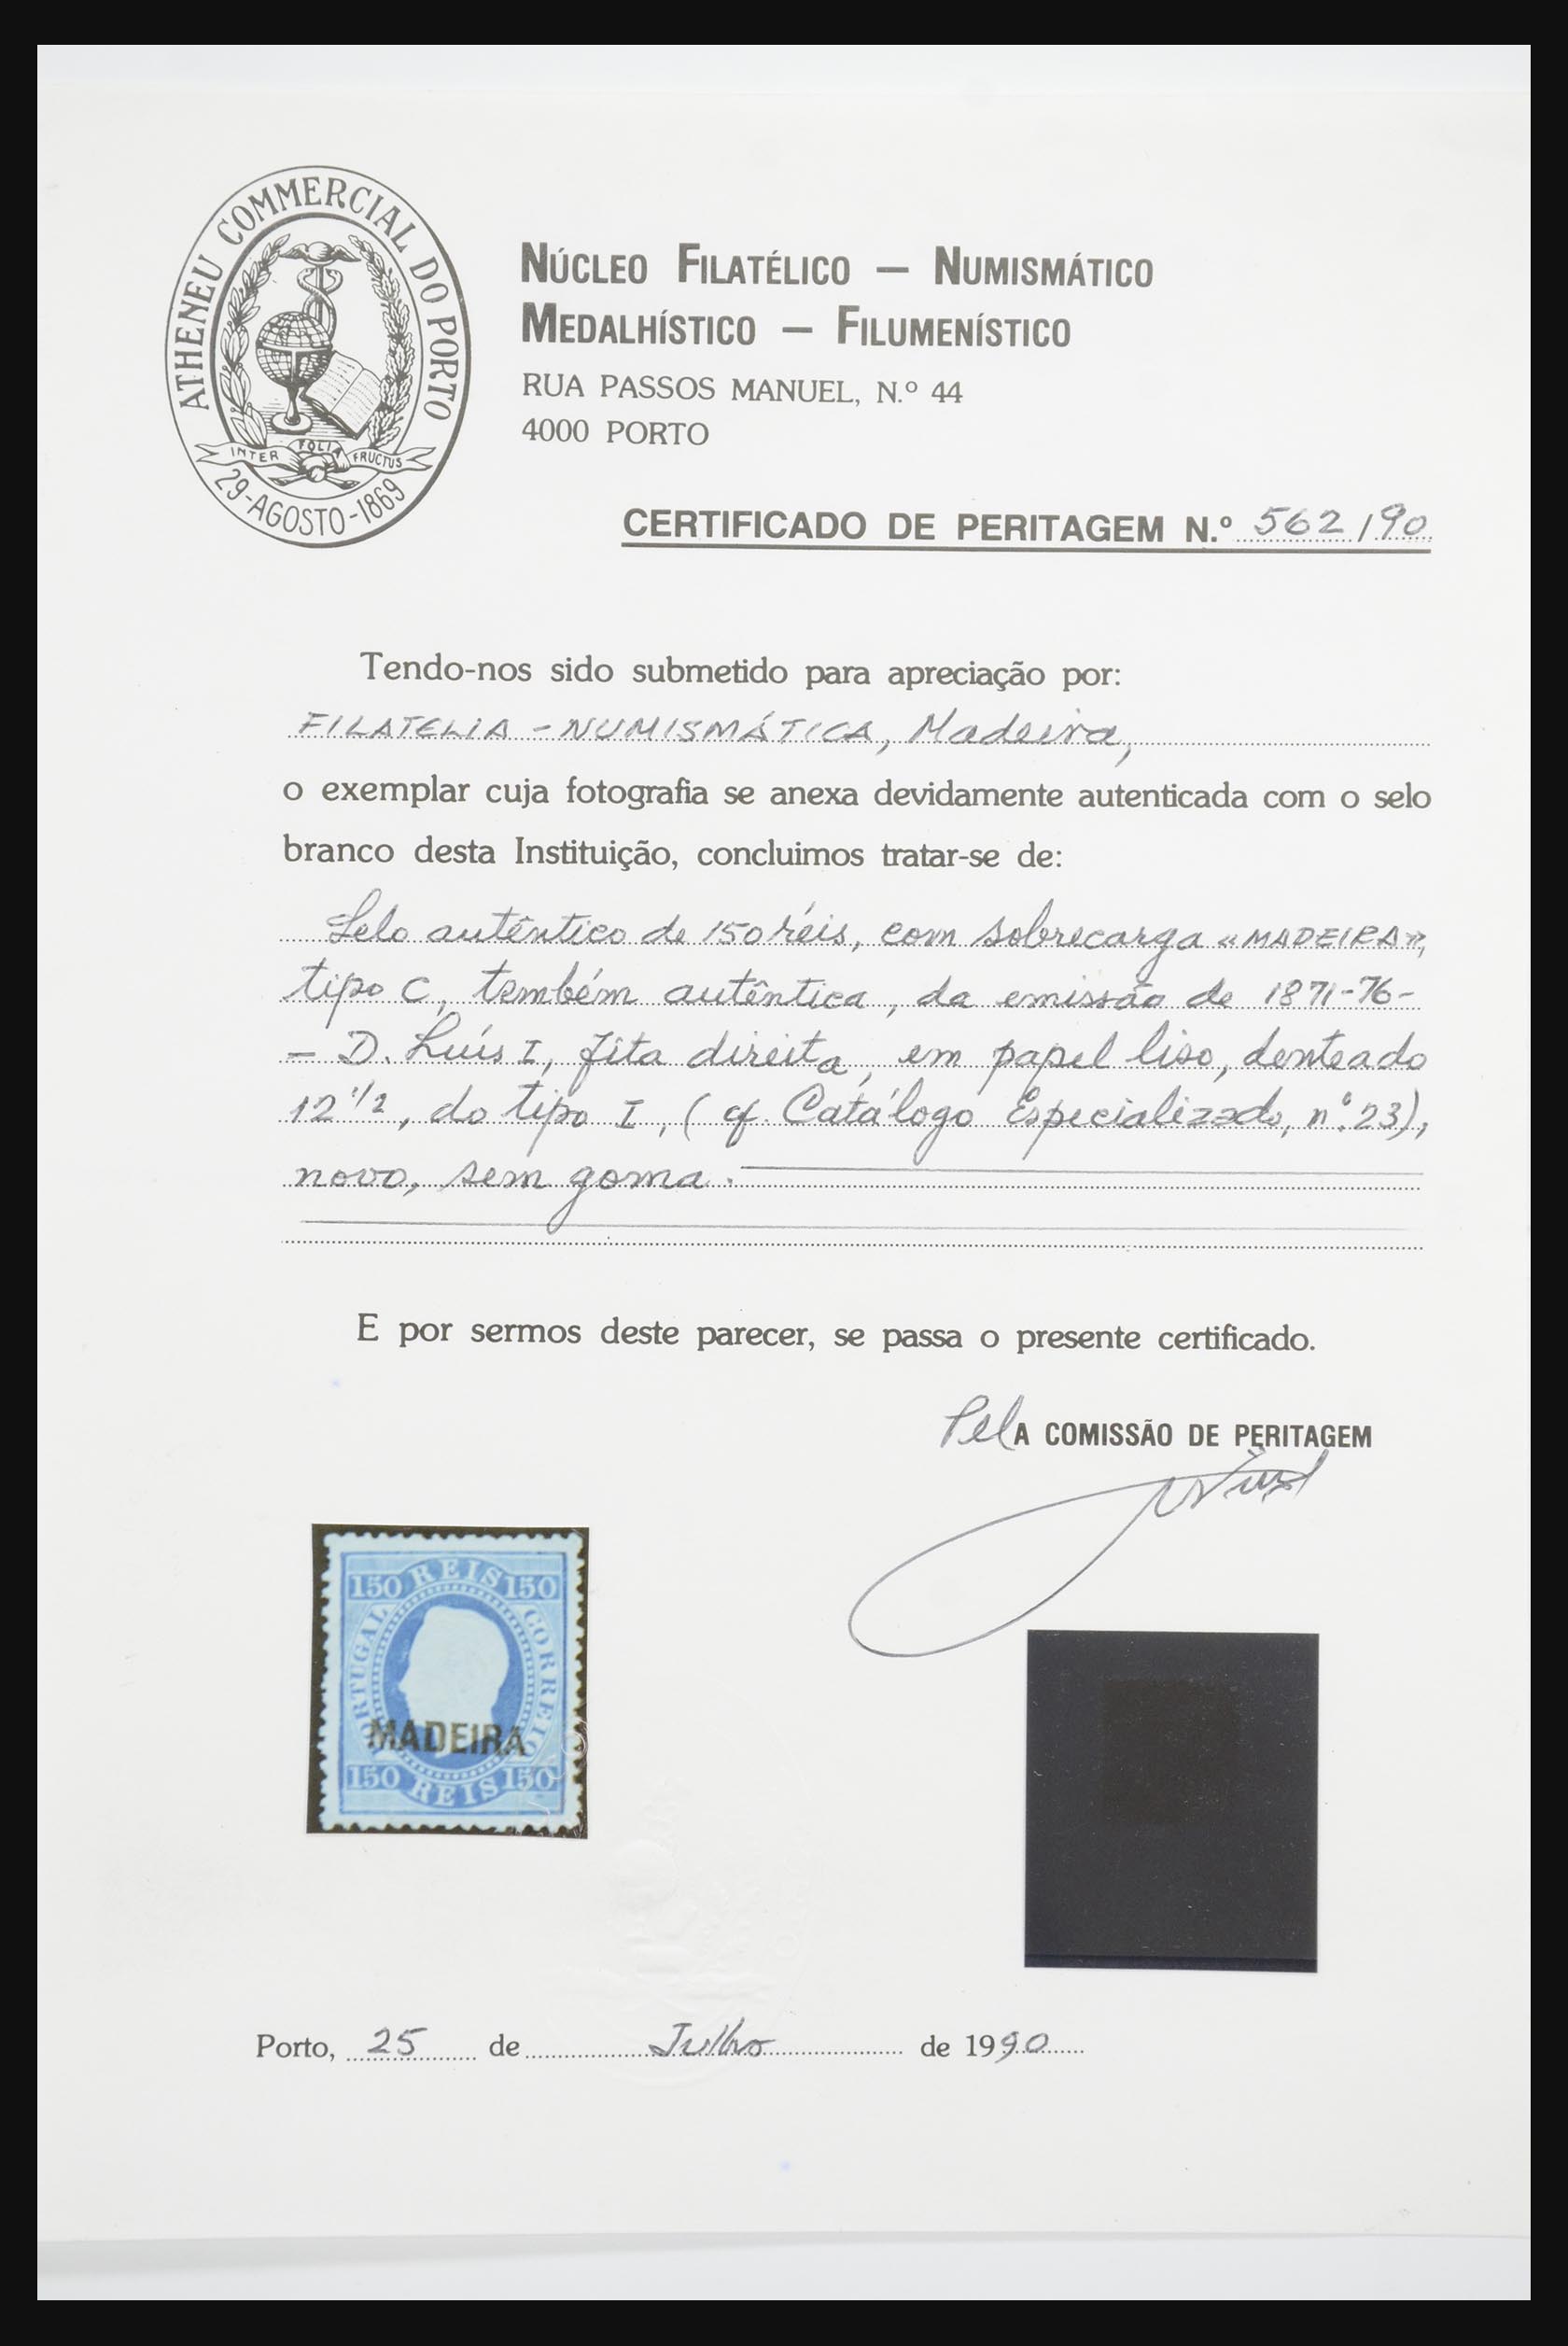 ATHENEU COMMERCIAL DO PORTO
INTER FOLIA FRUCTUS
29-AGOSTO-1869
NÚCLEO FILATÉLICO — NUMISMÁTICO
MEDALHÍSTICO — FILUMENÍSTICO
RUA PASSOS MANUEL, N.º 44
4000 PORTO
CERTIFICADO DE PERITAGEM N.º 562/90
Tendo-nos sido submetido para apreciação por:
FILATELIA - NUMISMÁTICA, Madeira,
o exemplar cuja fotografia se anexa devidamente autenticada com o selo
branco desta Instituição, concluimos tratar-se de:
Selo autêntico de 150 réis, com sobrecarga «MADEIRA»,
tipo C, também autêntica, da emissão de 1871-76-
- D. Luís I, fita direita, em papel liso, denteado
12 1/2, do tipo I, (cf. Catálogo Especializado, nº. 23),
novo, sem goma.
E por sermos deste parecer, se passa o presente certificado.
Pel A COMISSÃO DE PERITAGEM
150 REIS 150
PORTUGAL
CORREIO
MADEIRA
150 REIS 150
Porto, 25 de Julho de 1990